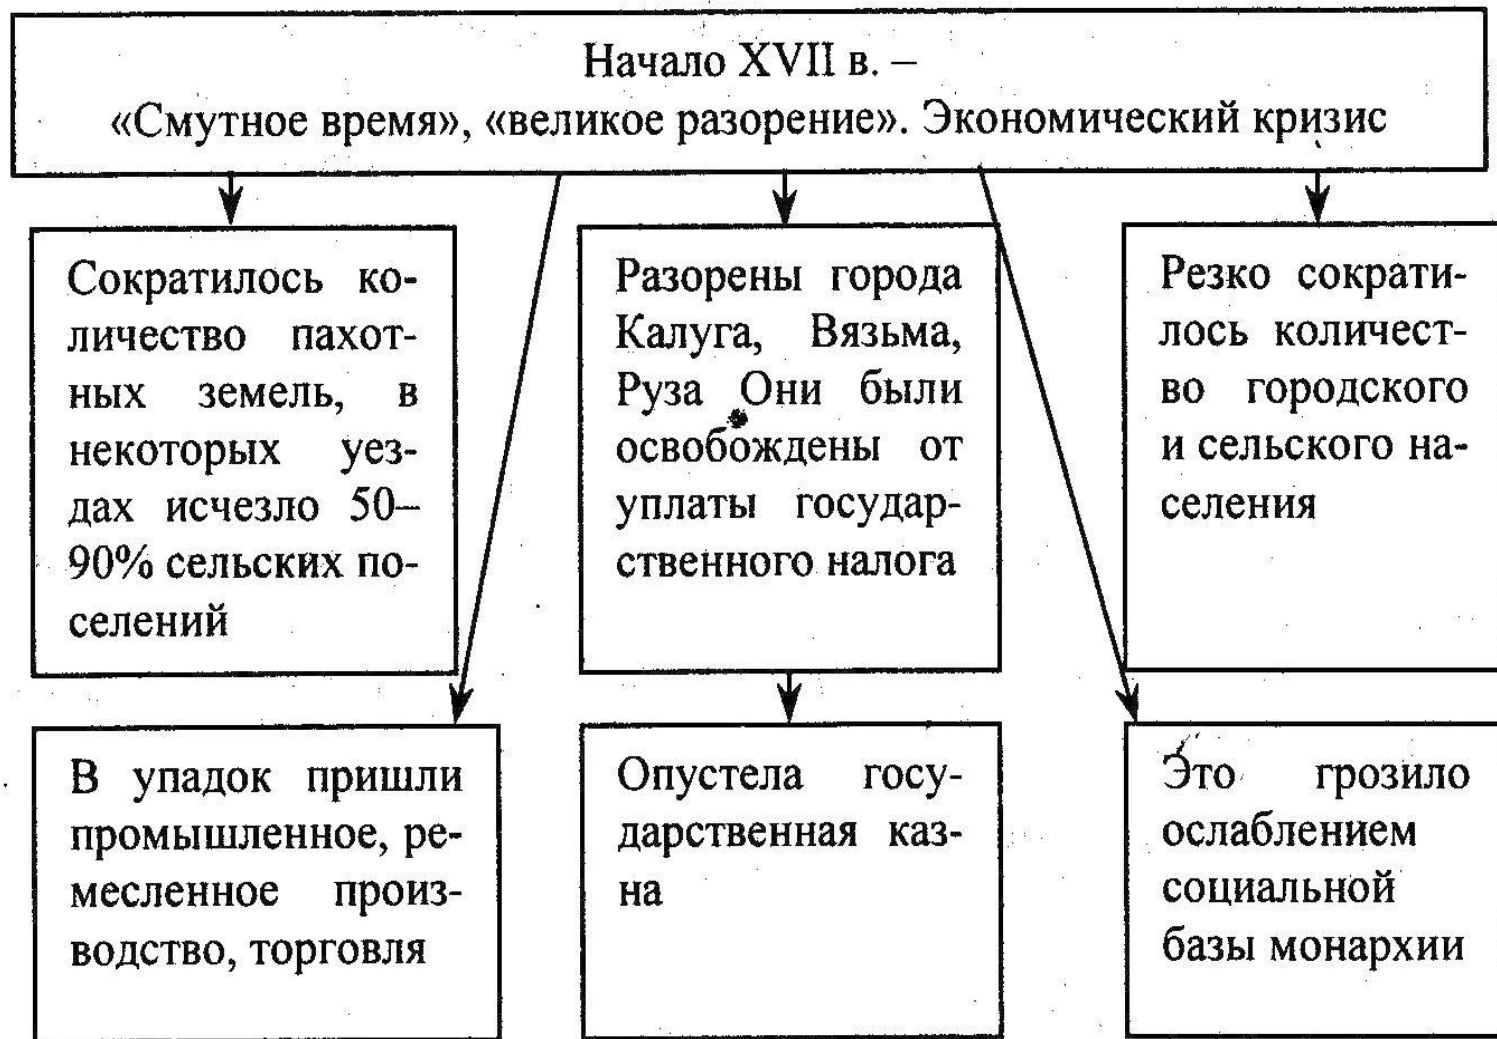 Начало XVII в. –
«Смутное время», «великое разорение». Экономический кризис
Сократилось ко-
личество пахот-
ных земель, в
некоторых уез-
дах исчезло 50–
90% сельских по-
селений
Разорены города
Калуга, Вязьма,
Руза Они были
освобождены от
уплаты государ-
ственного налога
Резко сократи-
лось количест-
во городского
и сельского на-
селения
В упадок пришли
промышленное, ре-
месленное произ-
водство, торговля
Опустела госу-
дарственная каз-
на
Это грозило
ослаблением
социальной
базы монархии